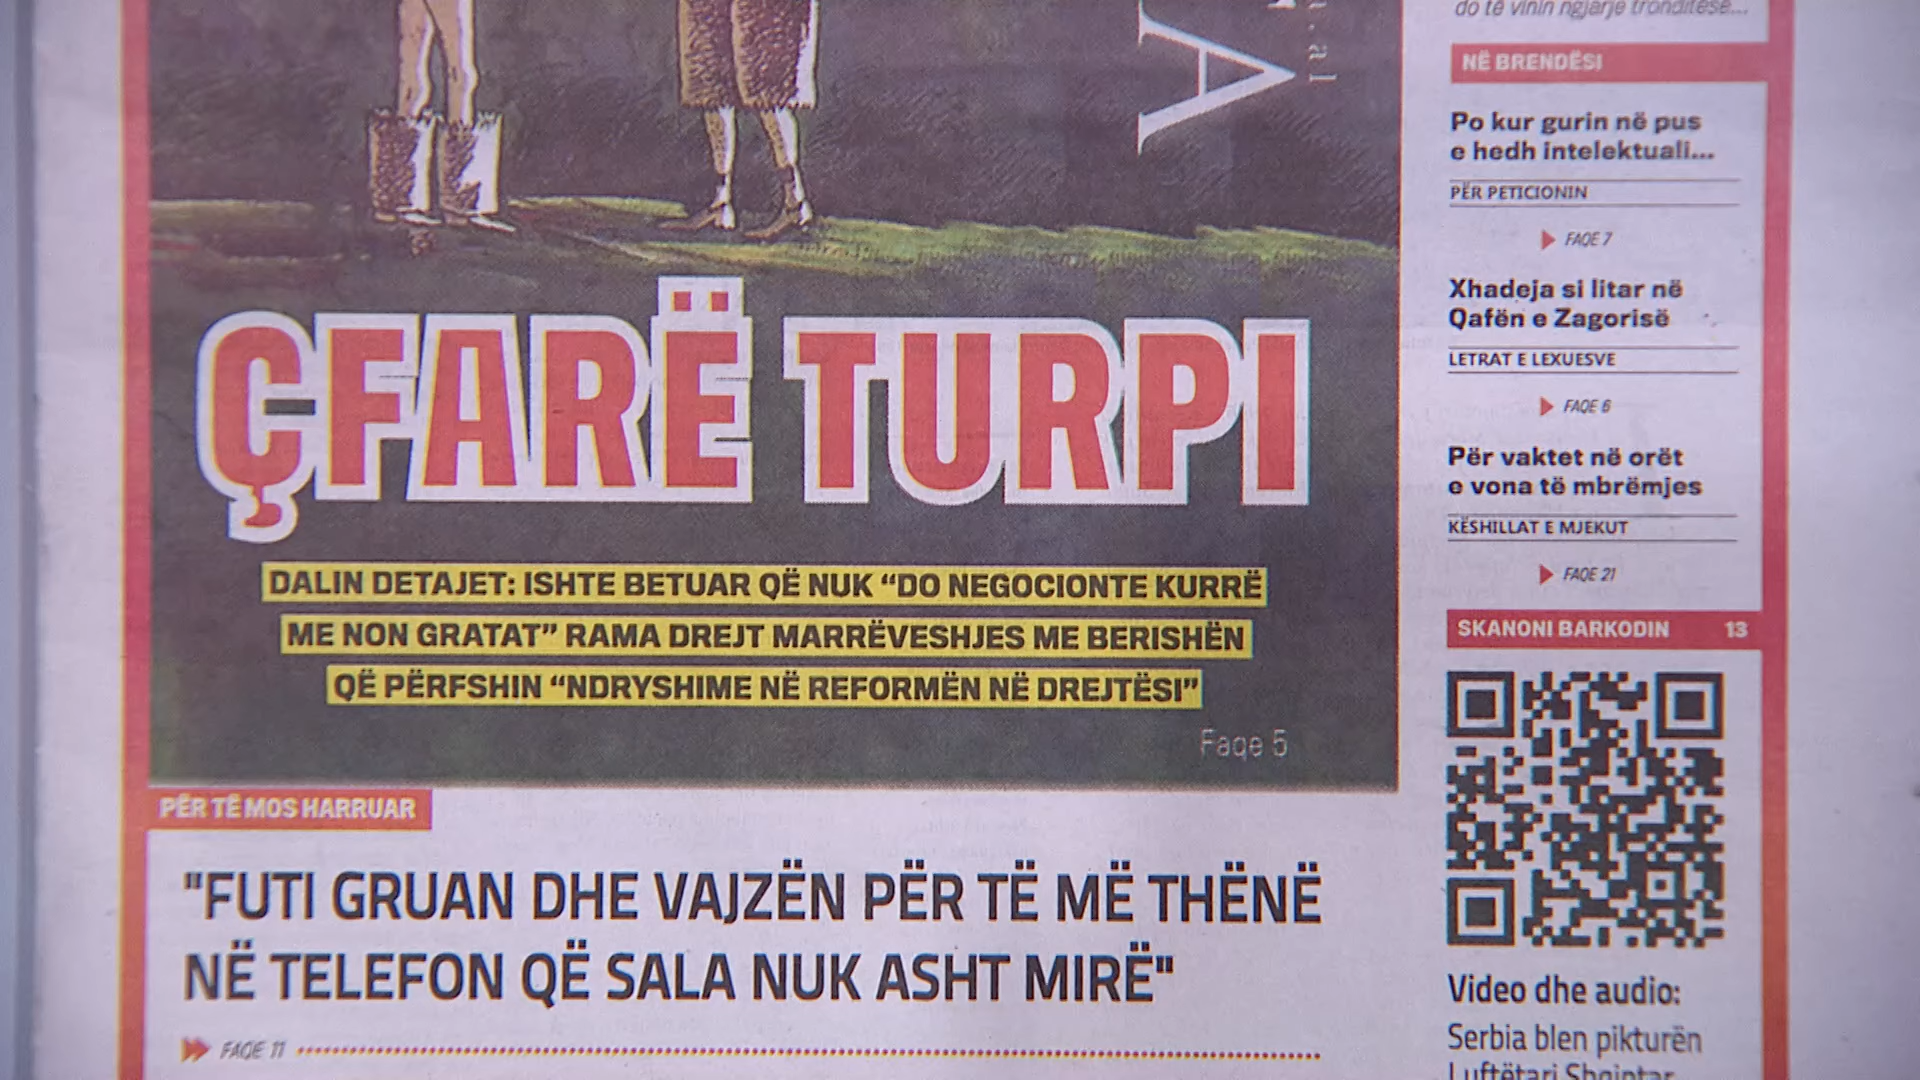 A
.al
ÇFARË TURPI
DALIN DETAJET: ISHTE BETUAR QË NUK “DO NEGOCIONTE KURRË
ME NON GRATAT” RAMA DREJT MARRËVESHJES ME BERISHËN
QË PËRFSHIN “NDRYSHIME NË REFORMËN NË DREJTËSI”
Faqe 5
PËR TË MOS HARRUAR
"FUTI GRUAN DHE VAJZËN PËR TË MË THËNË
NË TELEFON QË SALA NUK ASHT MIRË"
FAQE 11
do të vinin ngjarje tronditëse...
NË BRENDËSI
Po kur gurin në pus
e hedh intelektuali...
PËR PETICIONIN
FAQE 7
Xhadeja si litar në
Qafën e Zagorisë
LETRAT E LEXUESVE
FAQE 6
Për vaktet në orët
e vona të mbrëmjes
KËSHILLAT E MJEKUT
FAQE 21
SKANONI BARKODIN 13
Video dhe audio:
Serbia blen pikturën
Luftëtari Shqiptar